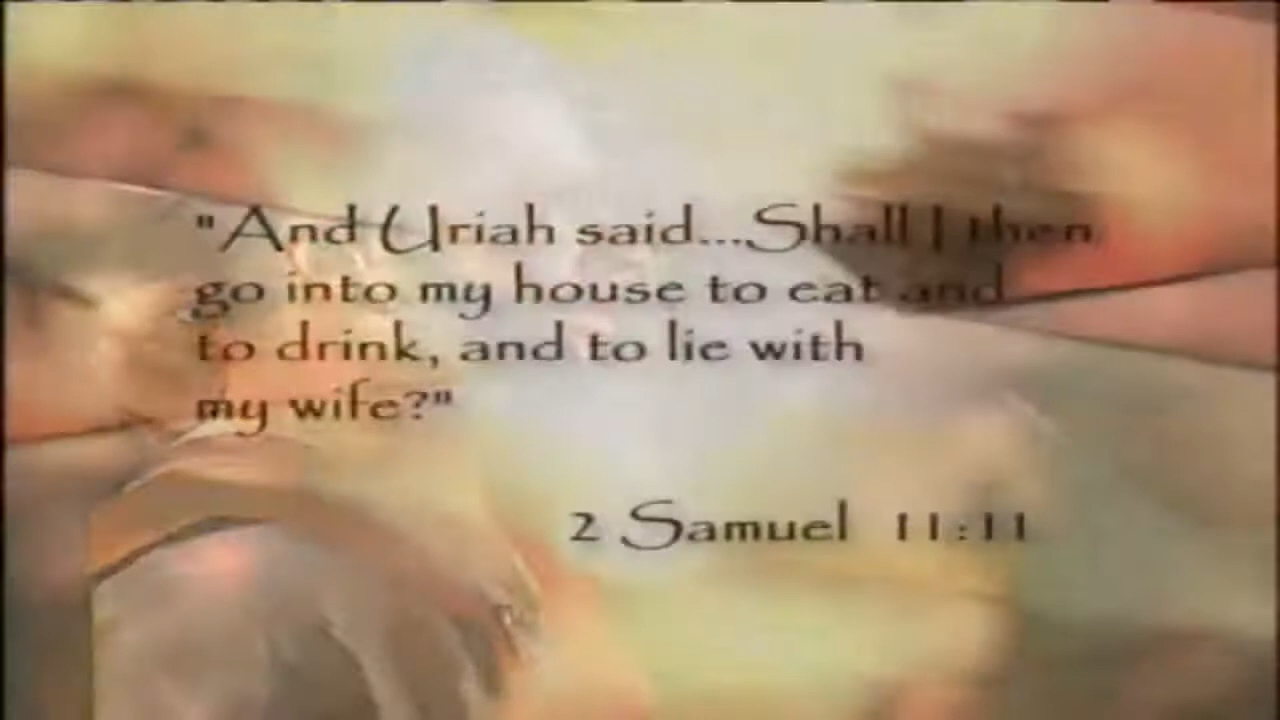 "And Uriah said...Shall I then
go into my house to eat and
to drink, and to lie with
my wife?"
2 Samuel 11:11